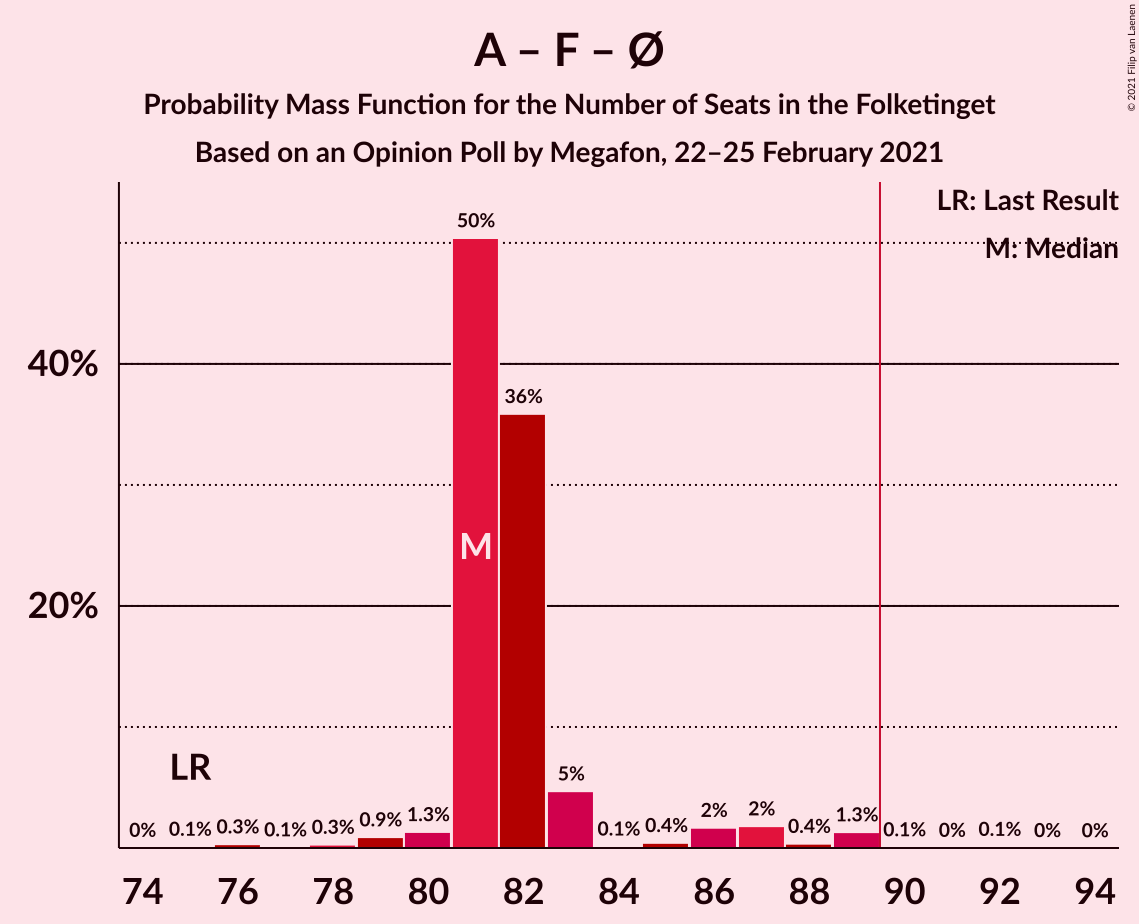 A – F – Ø
Probability Mass Function for the Number of Seats in the Folketinget
Based on an Opinion Poll by Megafon, 22–25 February 2021
© 2021 Filip van Laenen
LR: Last Result
M: Median
50%
40%
36%
M
20%
LR
5%
0% 0.1% 0.3% 0.1% 0.3% 0.9% 1.3% 0.1% 0.4% 2% 2% 0.4% 1.3% 0.1% 0% 0.1% 0% 0%
74 76 78 80 82 84 86 88 90 92 94